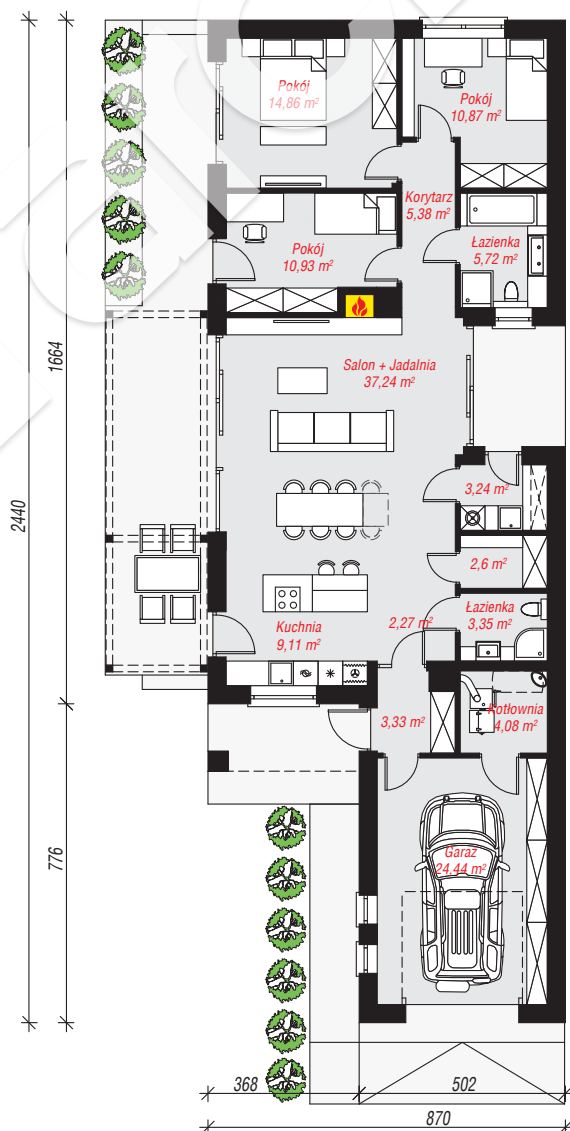 Pokój
14,86 m²
Pokój
10,87 m²
Korytarz
5,38 m²
Łazienka
5,72 m²
Pokój
10,93 m²
Salon + Jadalnia
37,24 m²
3,24 m²
2,6 m²
Łazienka
3,35 m²
2,27 m²
Kuchnia
9,11 m²
3,33 m²
Kotłownia
4,08 m²
Garaz
24,44 m²
1664
2440
776
368
502
870